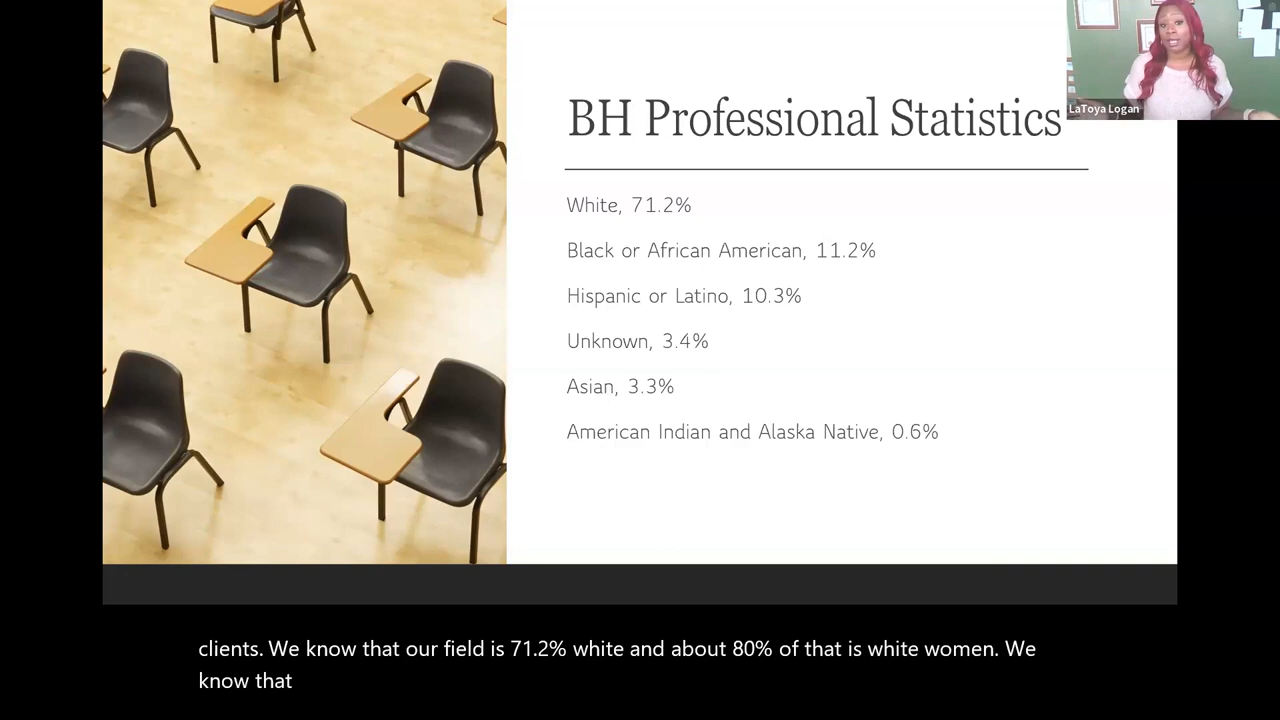 BH Professional Statistics
LaToya Logan
White, 71.2%
Black or African American, 11.2%
Hispanic or Latino, 10.3%
Unknown, 3.4%
Asian, 3.3%
American Indian and Alaska Native, 0.6%
clients. We know that our field is 71.2% white and about 80% of that is white women. We
know that